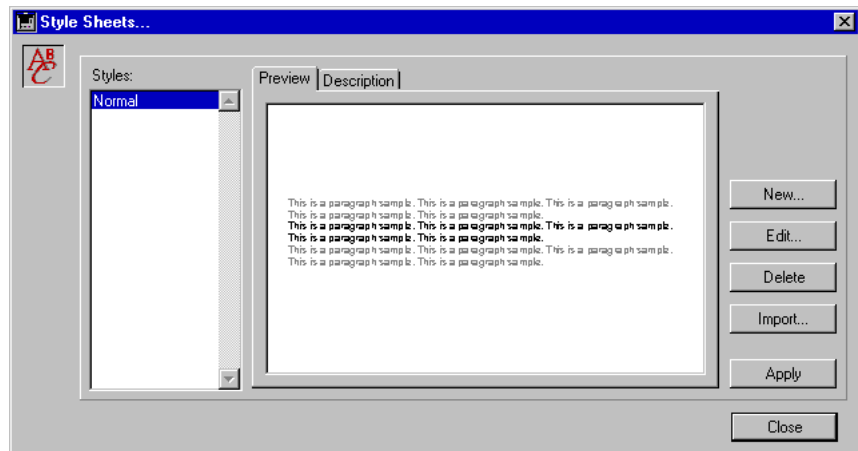 Style Sheets...
ABC
Styles:
Normal
Preview
Description
This is a paragraph sample. This is a paragraph sample. This is a paragraph sample.
This is a paragraph sample. This is a paragraph sample.
This is a paragraph sample. This is a paragraph sample. This is a paragraph sample.
This is a paragraph sample. This is a paragraph sample.
This is a paragraph sample. This is a paragraph sample. This is a paragraph sample.
This is a paragraph sample. This is a paragraph sample.
New...
Edit...
Delete
Import...
Apply
Close